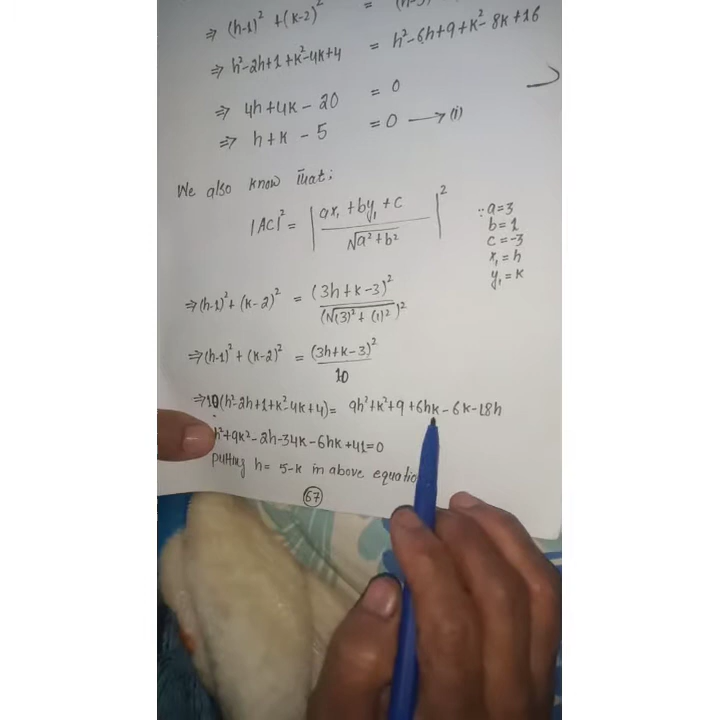 ⇒ (h-1)² + (k-2)² = (h-3)
⇒ h²-2h+1+k²-4k+4 = h²-6h+9+k²-8k+16
⇒ 4h+4k-20 = 0
⇒ h+k-5 = 0 → (i)
We also know that:
|AC|² = |ax₁+by₁+c / √a²+b²|²
∵ a=3
b=1
c=-3
x₁=h
y₁=k
⇒(h-1)²+(k-2)² = (3h+k-3)² / (√(3)²+(1)²)²
⇒(h-1)²+(k-2)² = (3h+k-3)² / 10
⇒10(h²-2h+1+k²-4k+4) = 9h²+k²+9+6hk-6k-18h
h²+9k²-2h-34k-6hk+41=0
putting h= 5-k in above equatio
67